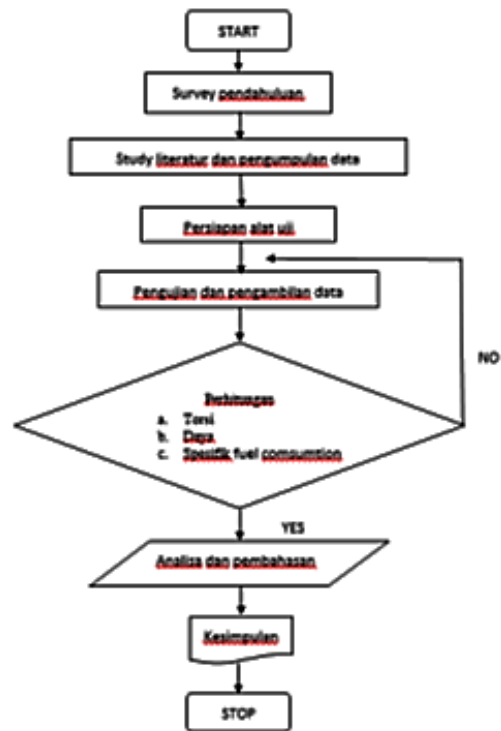 START
Survey pendahuluan
Study literatur dan pengumpulan data
Persiapan alat uji
Pengujian dan pengambilan data
NO
Perhitungan
a. Torsi
b. Daya
c. Spesifik fuel comsumtion
YES
Analisa dan pembahasan
Kesimpulan
STOP